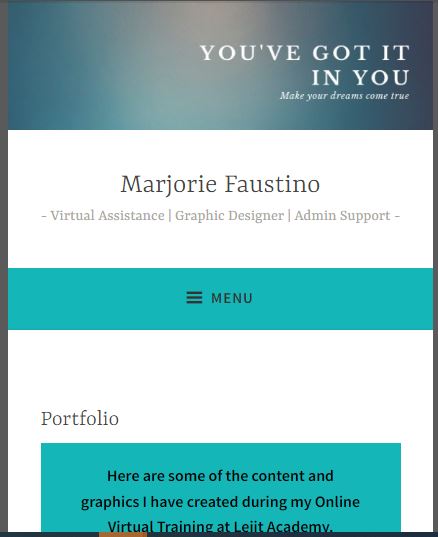 YOU'VE GOT IT
IN YOU
Make your dreams come true
Marjorie Faustino
- Virtual Assistance | Graphic Designer | Admin Support -
MENU
Portfolio
Here are some of the content and
graphics I have created during my Online
Virtual Training at Lejit Academy.